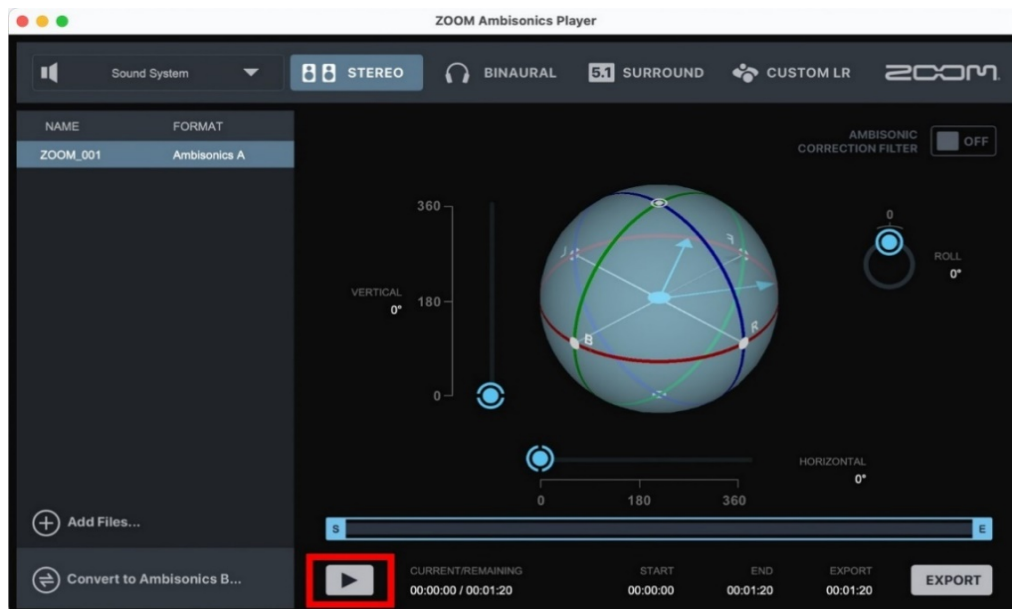 ZOOM Ambisonics Player
Sound System
STEREO
BINAURAL
5.1 SURROUND
CUSTOM LR
ZOOM
NAME FORMAT
ZOOM_001 Ambisonics A
AMBISONIC
CORRECTION FILTER
OFF
360
VERTICAL
0°
180
0
L
F
B
R
0
ROLL
0°
HORIZONTAL
0°
0 180 360
Add Files...
S E
Convert to Ambisonics B...
CURRENT/REMAINING START END EXPORT
00:00:00 / 00:01:20 00:00:00 00:01:20 00:01:20
EXPORT